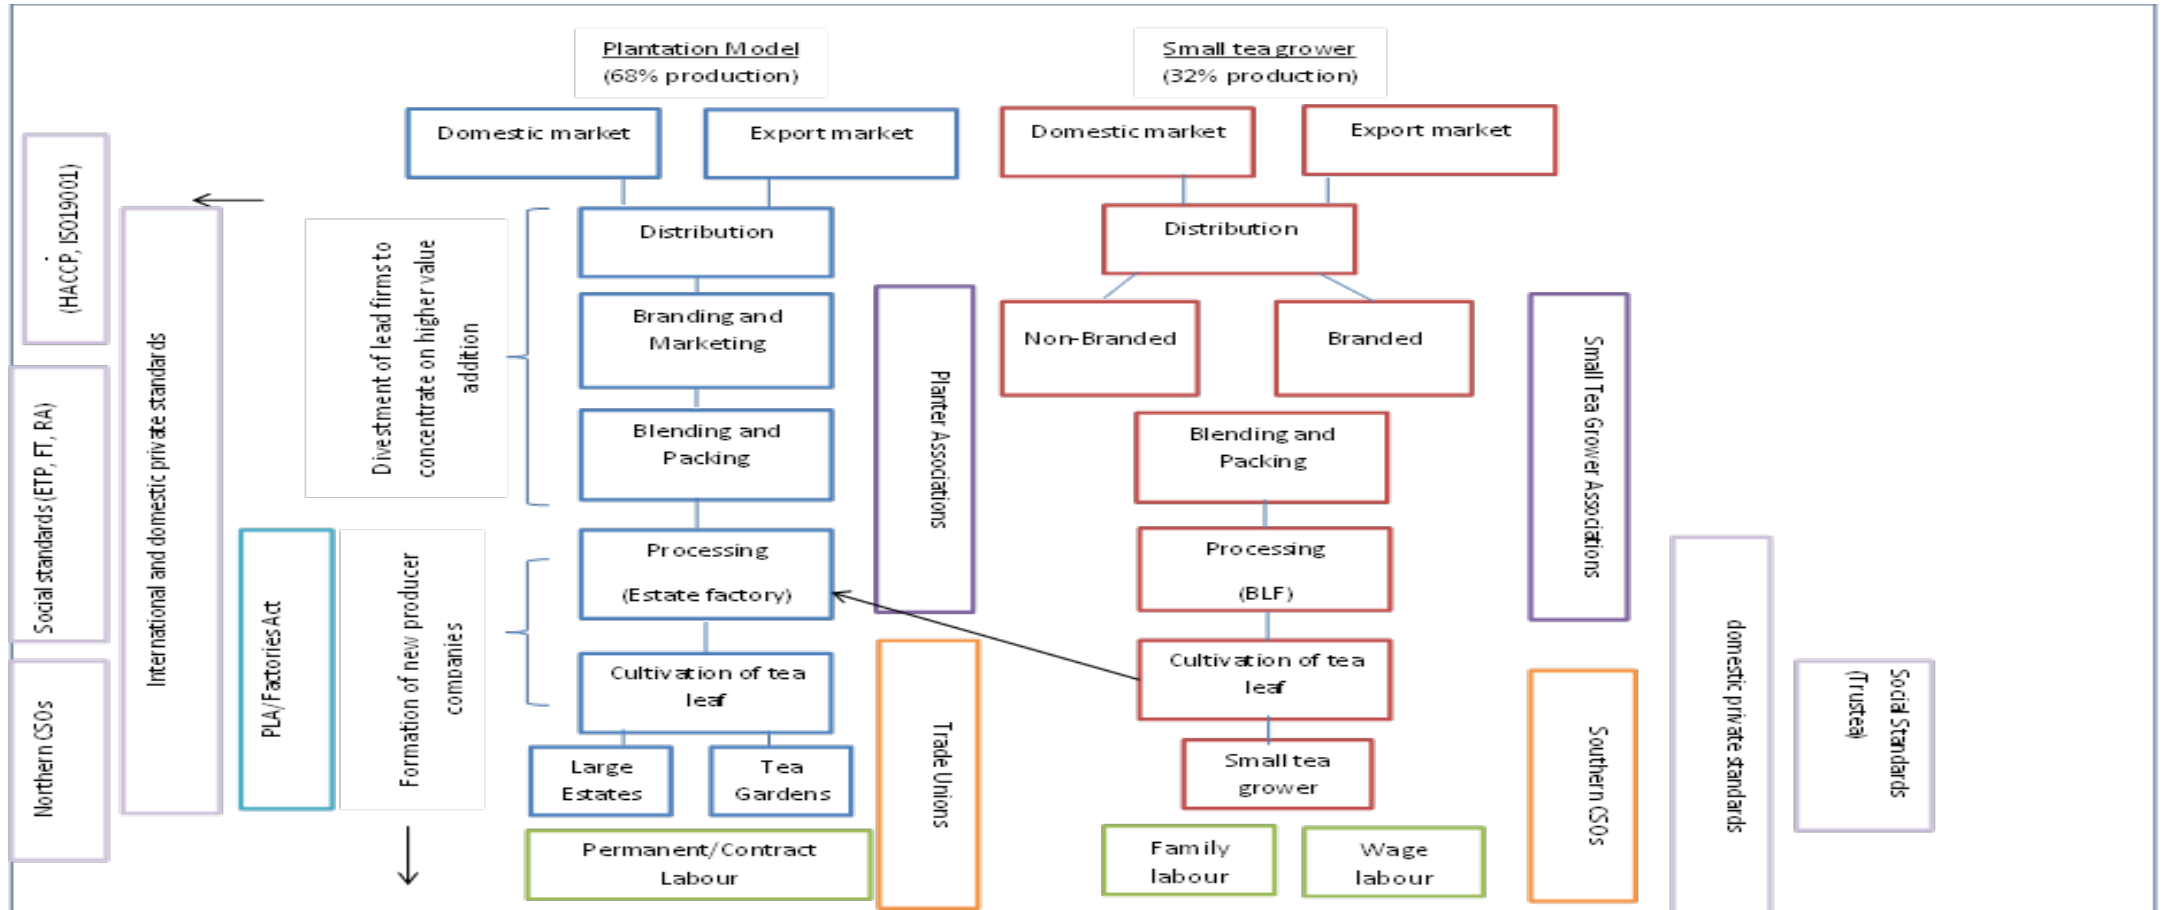 Plantation Model
(68% production)
Small tea grower
(32% production)
Domestic market
Export market
Domestic market
Export market
(HACCP, ISO19001)
Social standards (ETP, FT, RA)
Northern CSOs
International and domestic private standards
PLA/Factories Act
Divestment of lead firms to
concentrate on higher value
addition
Formation of new producer
companies
Distribution
Branding and
Marketing
Blending and
Packing
Processing
(Estate factory)
Cultivation of tea
leaf
Large
Estates
Tea
Gardens
Permanent/Contract
Labour
Planter Associations
Trade Unions
Distribution
Non-Branded
Branded
Blending and
Packing
Processing
(BLF)
Cultivation of tea
leaf
Small tea
grower
Family
labour
Wage
labour
Small Tea Grower Associations
Southern CSOs
domestic private standards
Social Standards
(Trustea)